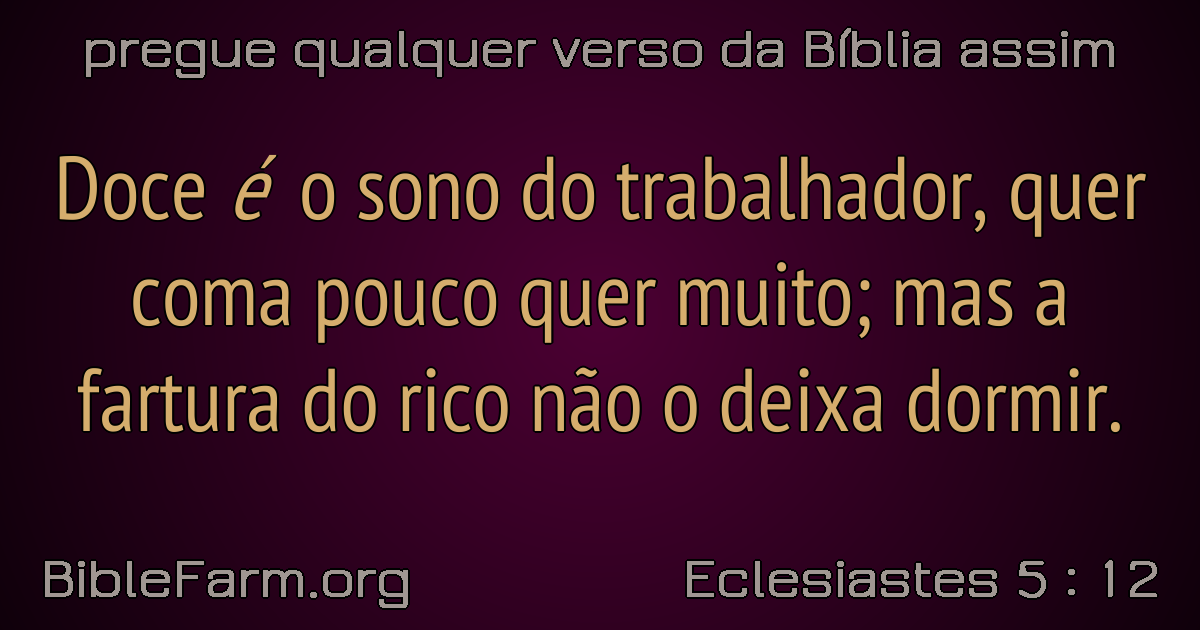 pregue qualquer verso da Bíblia assim
Doce é o sono do trabalhador, quer
coma pouco quer muito; mas a
fartura do rico não o deixa dormir.
BibleFarm.org
Eclesiastes 5 : 12